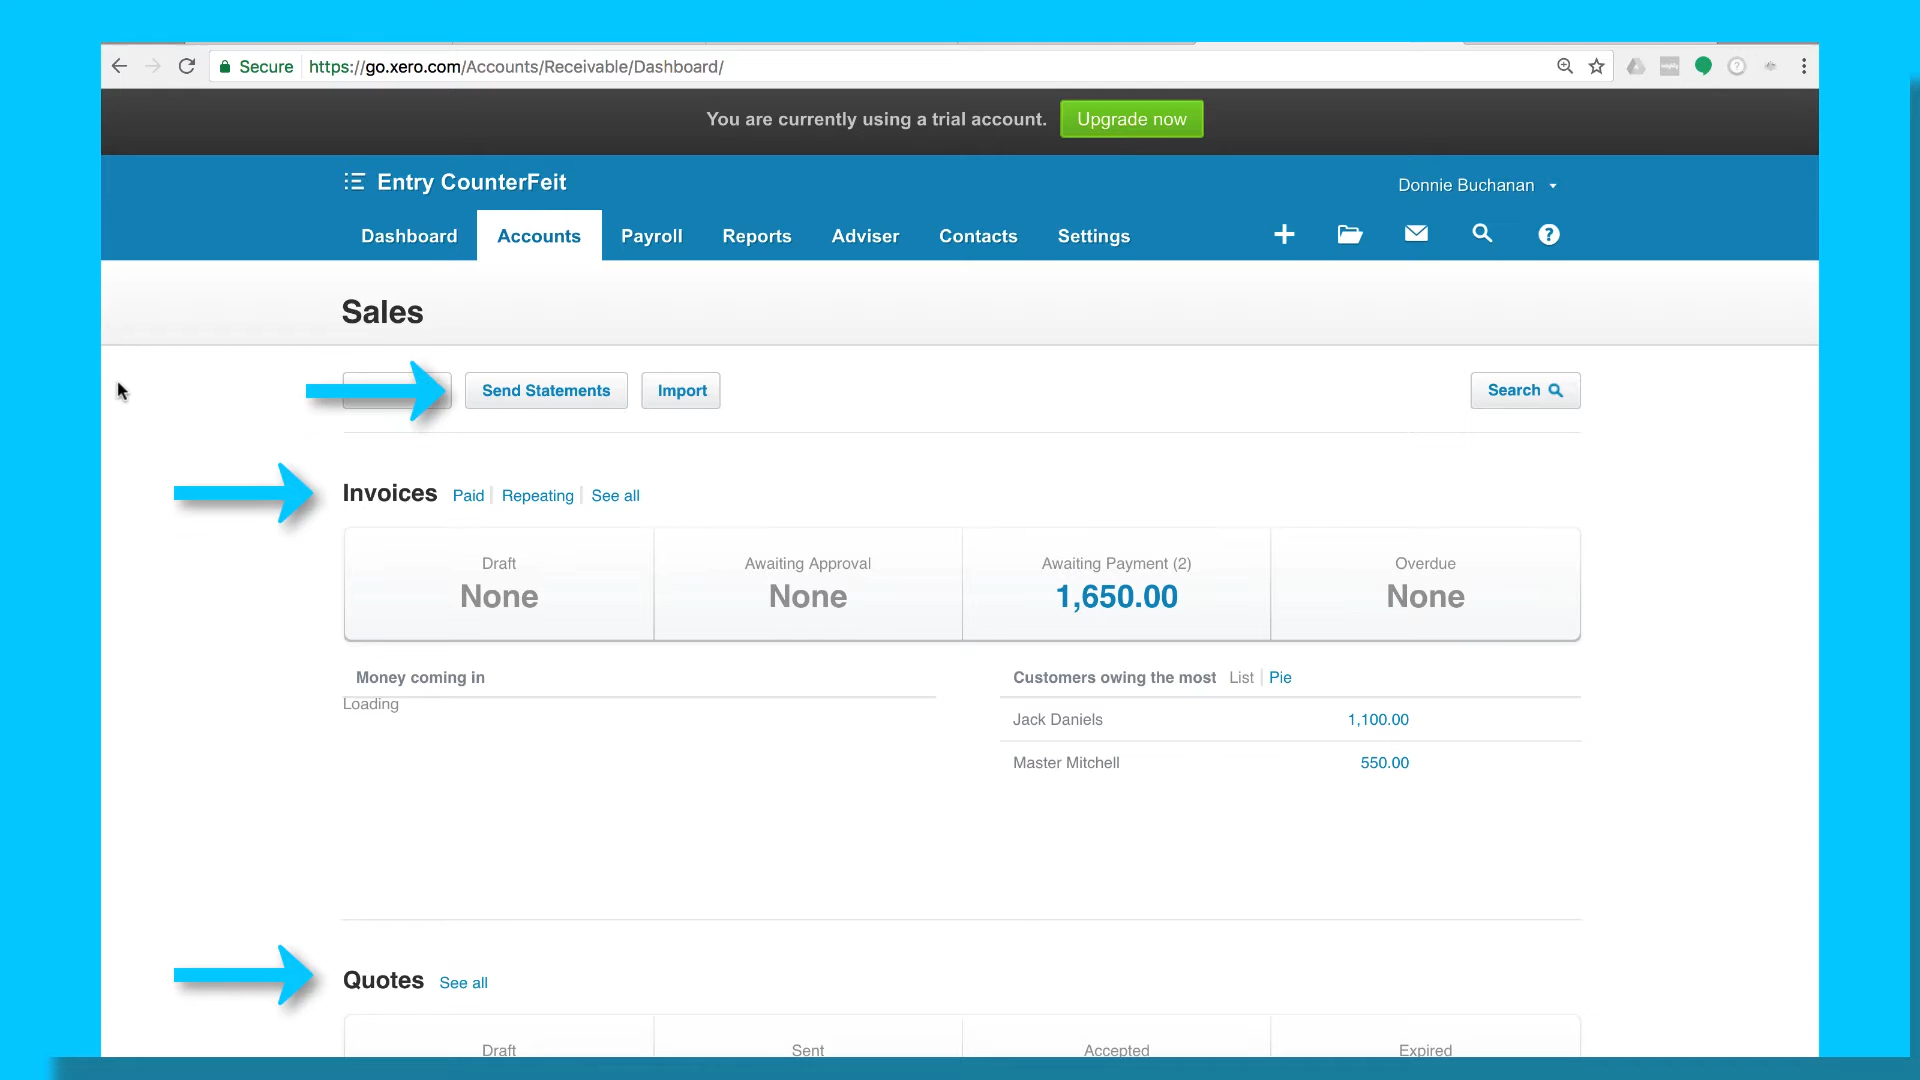 Secure https://go.xero.com/Accounts/Receivable/Dashboard/
You are currently using a trial account. Upgrade now
Entry CounterFeit
Donnie Buchanan
Dashboard Accounts Payroll Reports Adviser Contacts Settings
Sales
Send Statements Import Search
Invoices Paid Repeating See all
Draft Awaiting Approval Awaiting Payment (2) Overdue
None None 1,650.00 None
Money coming in
Loading
Customers owing the most List Pie
Jack Daniels 1,100.00
Master Mitchell 550.00
Quotes See all
Draft Sent Accepted Expired